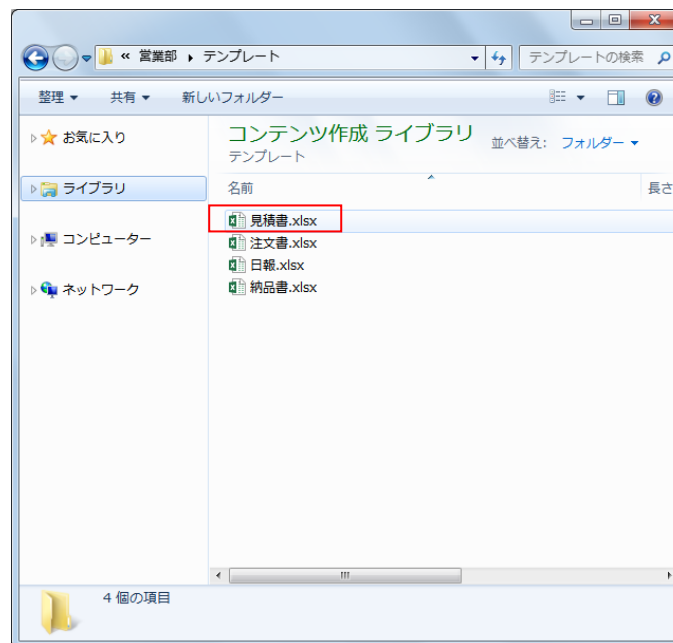 « 営業部 ▸ テンプレート
テンプレートの検索
整理 ▼ 共有 ▼ 新しいフォルダー
お気に入り
ライブラリ
コンピューター
ネットワーク
コンテンツ作成 ライブラリ
テンプレート
並べ替え: フォルダー ▼
名前
長さ
見積書.xlsx
注文書.xlsx
日報.xlsx
納品書.xlsx
4 個の項目